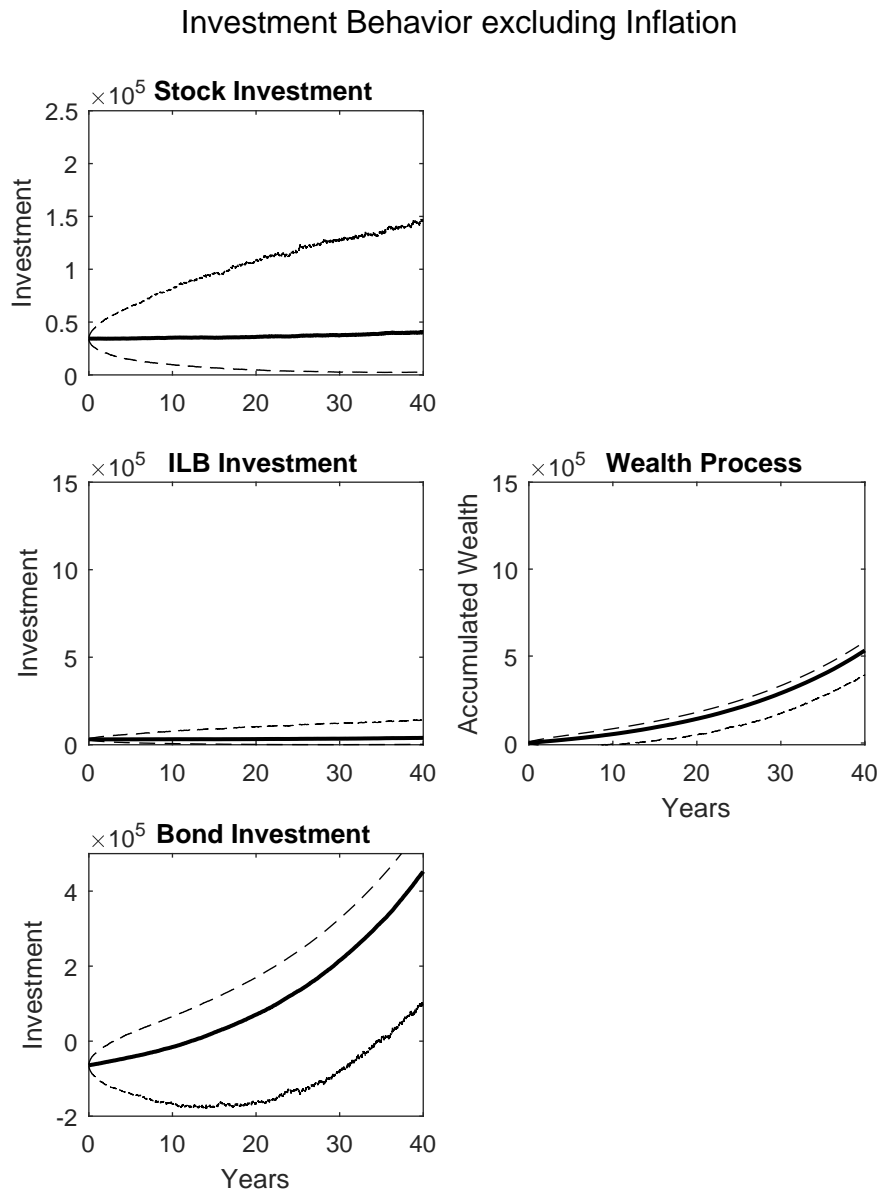 Investment Behavior excluding Inflation
×10^5 Stock Investment
2.5
2
1.5
1
0.5
0
Investment
0 10 20 30 40
×10^5 ILB Investment
15
10
5
0
Investment
0 10 20 30 40
×10^5 Wealth Process
15
10
5
0
Accumulated Wealth
0 10 20 30 40
Years
×10^5 Bond Investment
4
2
0
-2
Investment
0 10 20 30 40
Years